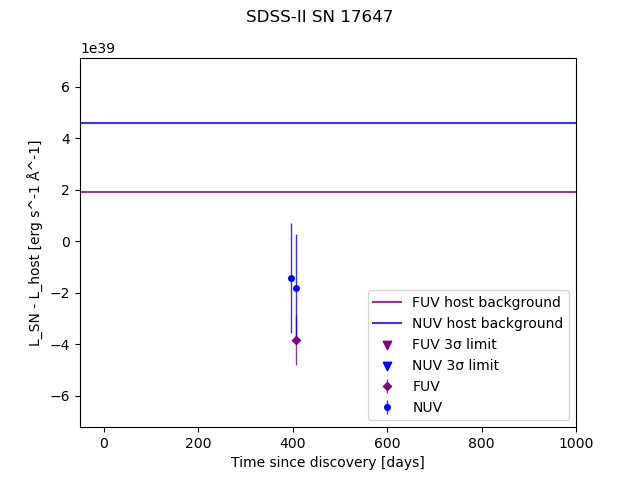 SDSS-II SN 17647
1e39
6
4
2
0
−2
−4
−6
L_SN - L_host [erg s^-1 Å^-1]
FUV host background
NUV host background
FUV 3σ limit
NUV 3σ limit
FUV
NUV
0 200 400 600 800 1000
Time since discovery [days]